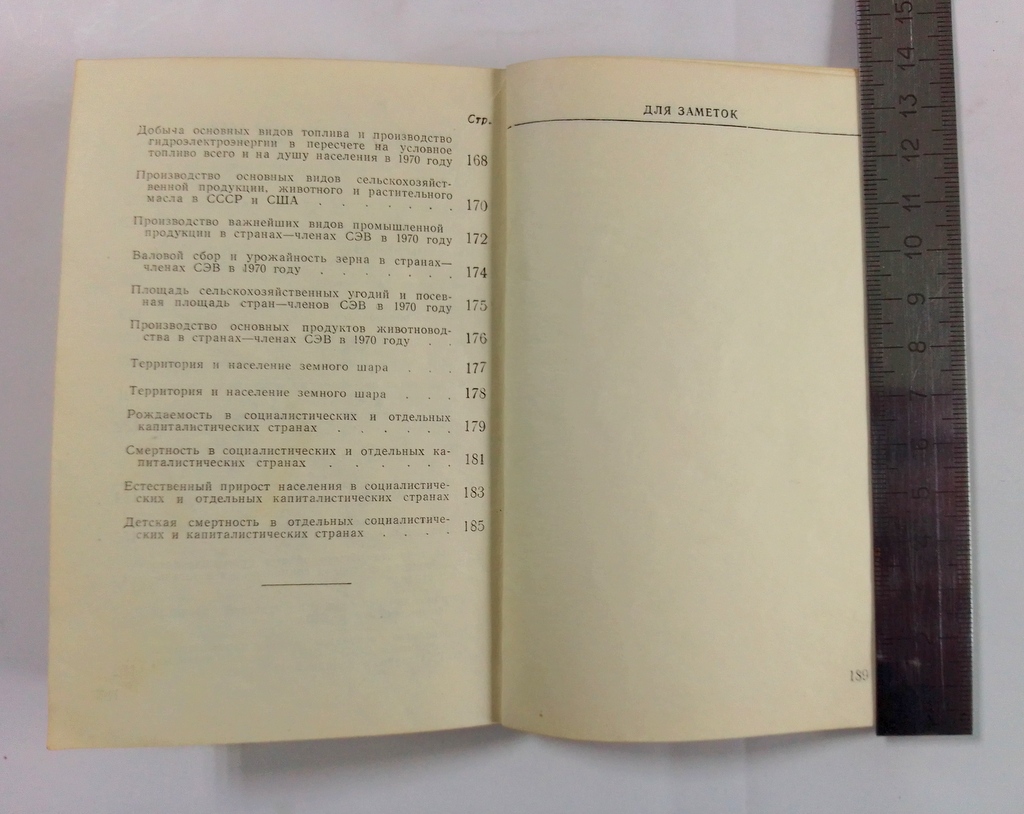 Стр.
Добыча основных видов топлива и производство
гидроэлектроэнергии в пересчете на условное
топливо всего и на душу населения в 1970 году 168
Производство основных видов сельскохозяйст-
венной продукции, животного и растительного
масла в СССР и США . . . . . . . 170
Производство важнейших видов промышленной
продукции в странах—членах СЭВ в 1970 году 172
Валовой сбор и урожайность зерна в странах—
членах СЭВ в 1970 году . . . . . . . 174
Площадь сельскохозяйственных угодий и посев-
ная площадь стран—членов СЭВ в 1970 году 175
Производство основных продуктов животновод-
ства в странах—членах СЭВ в 1970 году . . 176
Территория и население земного шара . . . 177
Территория и население земного шара . . . 178
Рождаемость в социалистических и отдельных
капиталистических странах . . . . . . 179
Смертность в социалистических и отдельных ка-
питалистических странах . . . . . . 181
Естественный прирост населения в социалистиче-
ских и отдельных капиталистических странах 183
Детская смертность в отдельных социалистиче-
ских и капиталистических странах . . . . 185
ДЛЯ ЗАМЕТОК
189
15
14
13
12
11
10
9
8
7
6
5
4
3
2